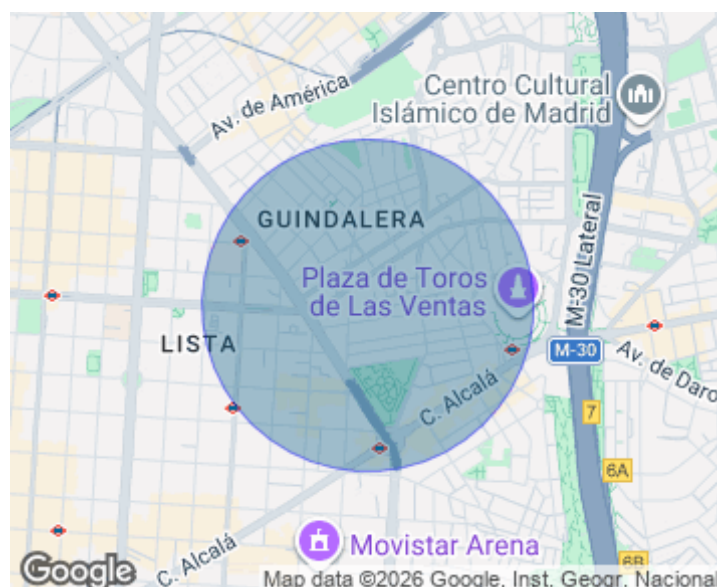 Av. de América
Centro Cultural
Islámico de Madrid
GUINDALERA
Plaza de Toros
de Las Ventas
M-30 Lateral
LISTA
M-30
Av. de Daro
C. Alcalá
7
6A
Movistar Arena
C. Alcalá
6B
Google
Map data ©2026 Google, Inst. Geogr. Nacional